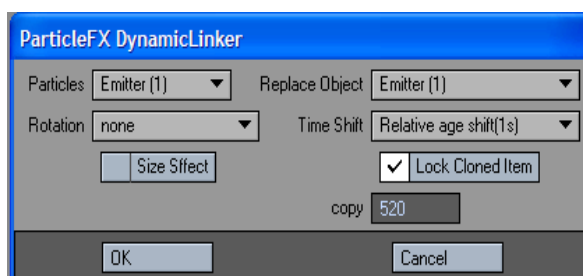 ParticleFX DynamicLinker
Particles Emitter (1) Replace Object Emitter (1)
Rotation none Time Shift Relative age shift(1s)
Size Sffect Lock Cloned Item
copy 520
OK Cancel